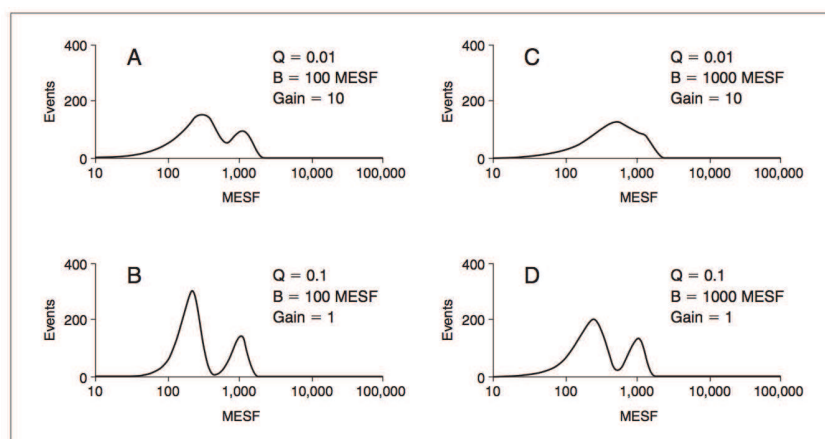 A
Q = 0.01
B = 100 MESF
Gain = 10
Events
400
200
0
10 100 1,000 10,000 100,000
MESF
C
Q = 0.01
B = 1000 MESF
Gain = 10
Events
400
200
0
10 100 1,000 10,000 100,000
MESF
B
Q = 0.1
B = 100 MESF
Gain = 1
Events
400
200
0
10 100 1,000 10,000 100,000
MESF
D
Q = 0.1
B = 1000 MESF
Gain = 1
Events
400
200
0
10 100 1,000 10,000 100,000
MESF